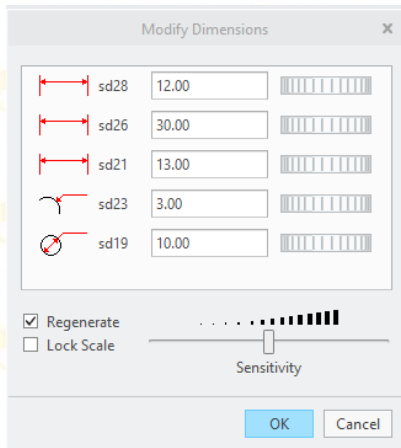 Modify Dimensions
sd28 12.00
sd26 30.00
sd21 13.00
sd23 3.00
sd19 10.00
Regenerate
Lock Scale
Sensitivity
OK Cancel